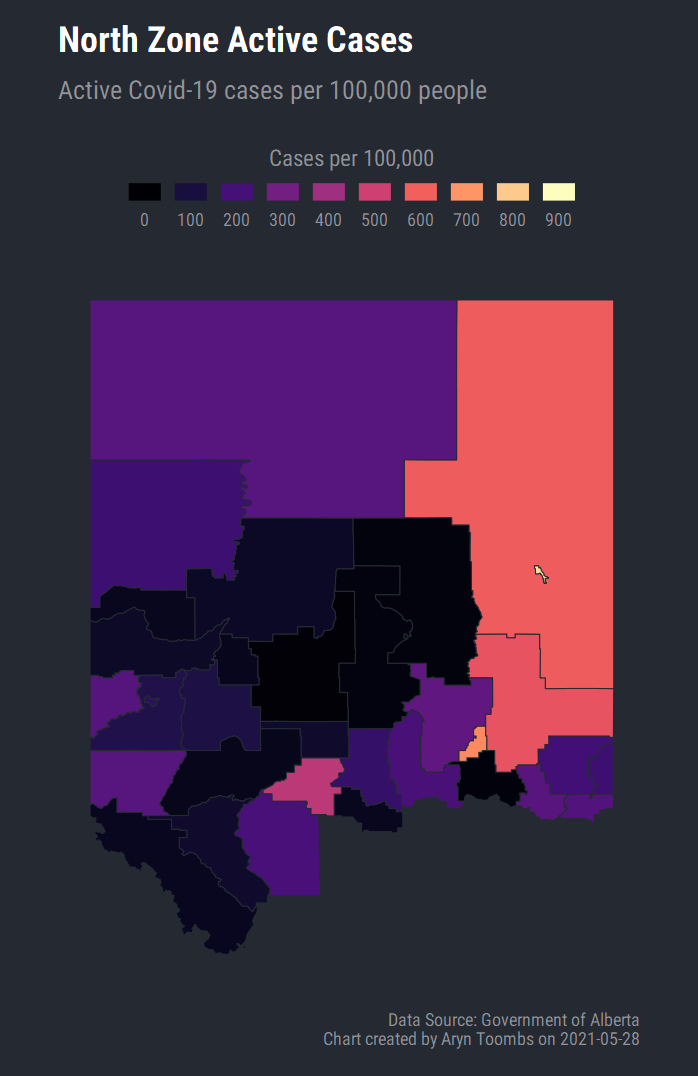 North Zone Active Cases
Active Covid-19 cases per 100,000 people
Cases per 100,000
0 100 200 300 400 500 600 700 800 900
Data Source: Government of Alberta
Chart created by Aryn Toombs on 2021-05-28